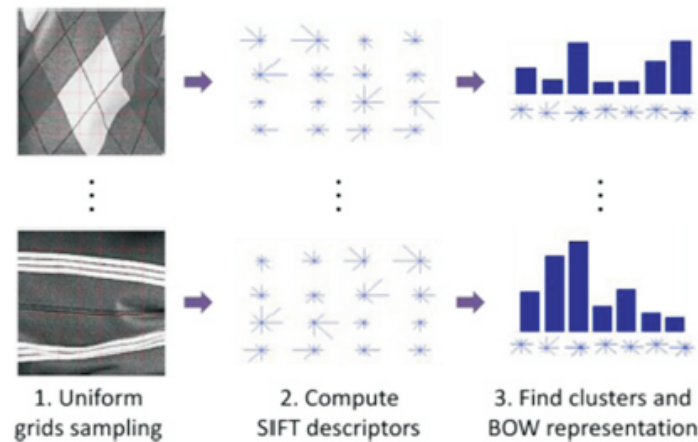 1. Uniform
grids sampling
2. Compute
SIFT descriptors
3. Find clusters and
BOW representation